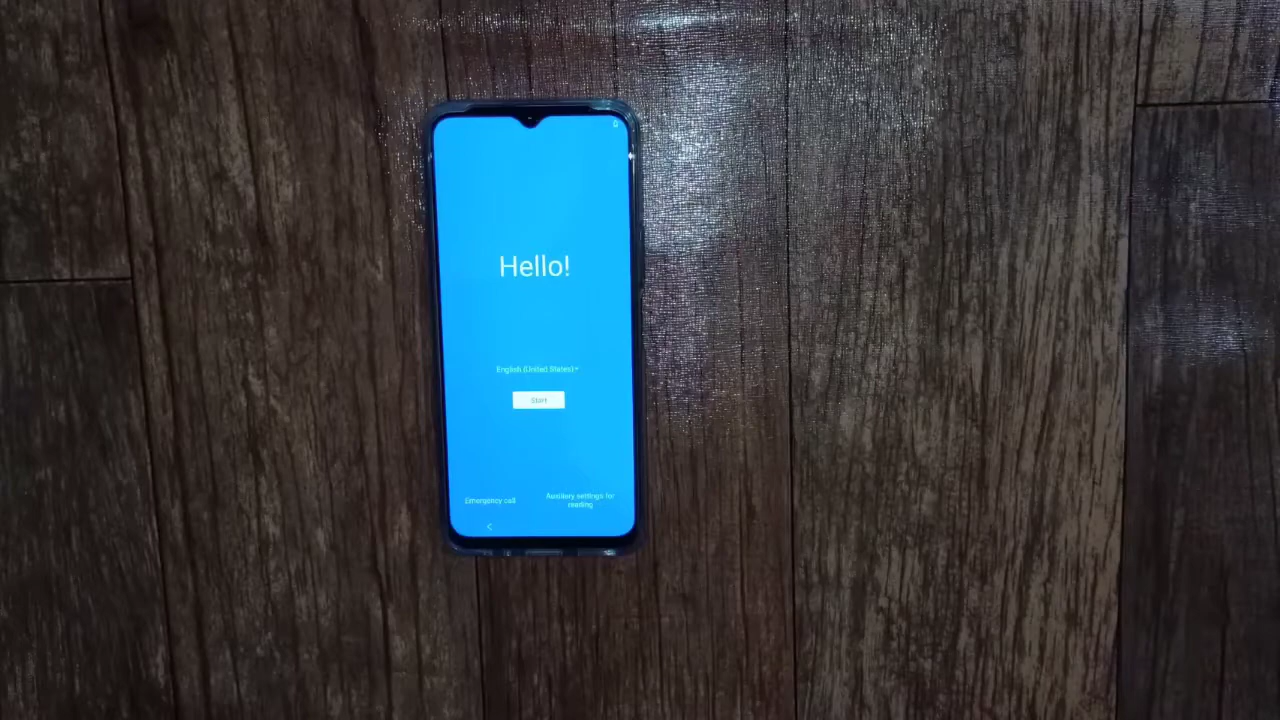 Hello!
English (United States)
Start
Emergency call
Auxiliary settings for
reading